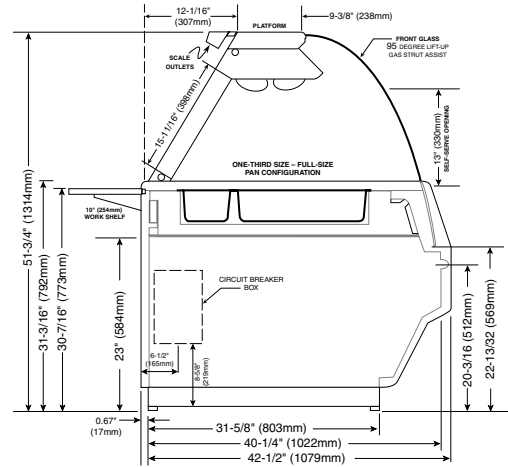 12-1/16"
(307mm)
PLATFORM
9-3/8" (238mm)
FRONT GLASS
95 DEGREE LIFT-UP
GAS STRUT ASSIST
SCALE
OUTLETS
15-11/16" (398mm)
13" (330mm)
SELF-SERVE OPENING
ONE-THIRD SIZE – FULL-SIZE
PAN CONFIGURATION
10" (254mm)
WORK SHELF
51-3/4" (1314mm)
31-3/16" (792mm)
30-7/16" (773mm)
23" (584mm)
CIRCUIT BREAKER
BOX
6-1/2"
(165mm)
8-5/8"
(219mm)
20-3/16 (512mm)
22-13/32 (569mm)
0.67"
(17mm)
31-5/8" (803mm)
40-1/4" (1022mm)
42-1/2" (1079mm)